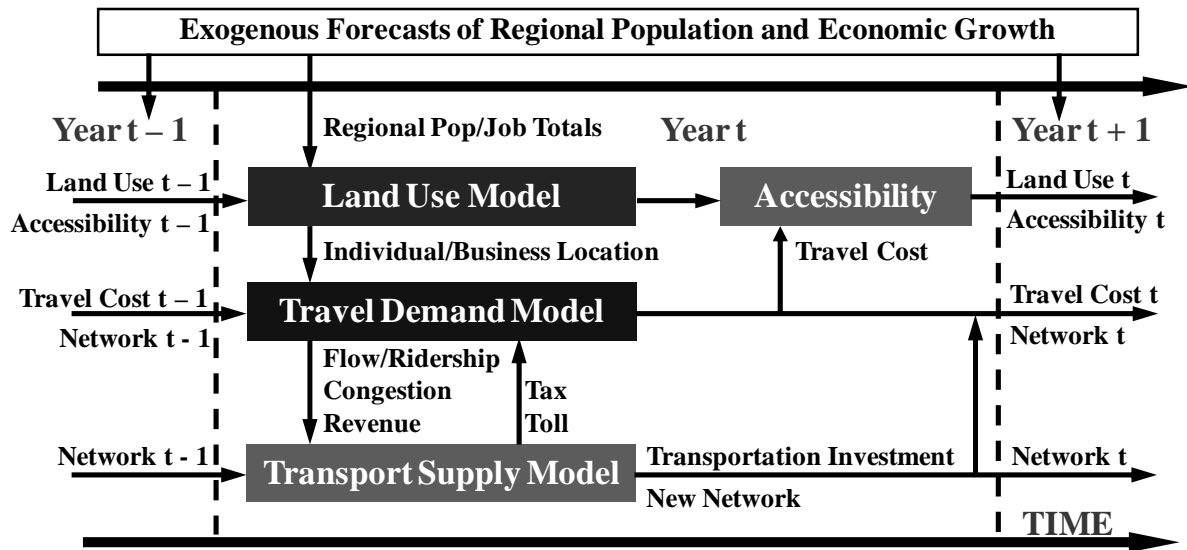 Exogenous Forecasts of Regional Population and Economic Growth
Year t – 1
Regional Pop/Job Totals
Year t
Year t + 1
Land Use t – 1
Accessibility t – 1
Land Use Model
Accessibility
Land Use t
Accessibility t
Individual/Business Location
Travel Cost
Travel Cost t – 1
Network t - 1
Travel Demand Model
Travel Cost t
Network t
Flow/Ridership
Congestion
Revenue
Tax
Toll
Network t - 1
Transport Supply Model
Transportation Investment
New Network
Network t
TIME